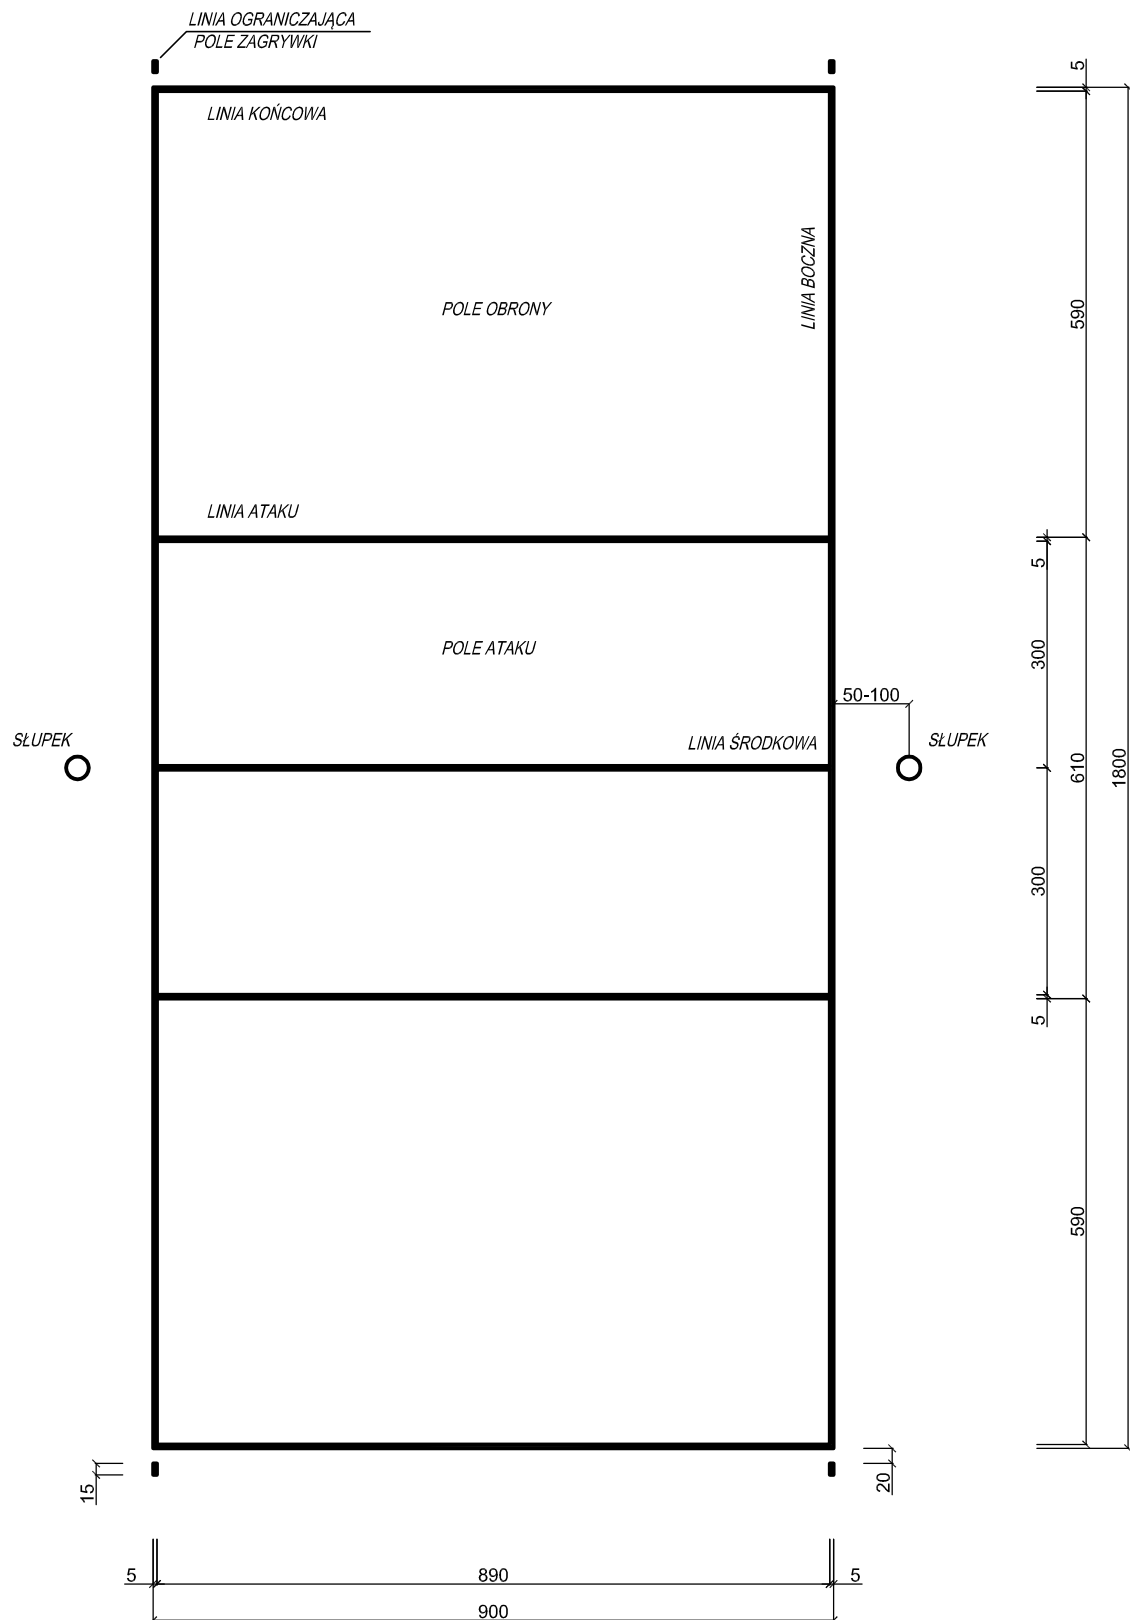 LINIA OGRANICZAJĄCA
POLE ZAGRYWKI
5
LINIA KOŃCOWA
LINIA BOCZNA
POLE OBRONY
590
LINIA ATAKU
5
POLE ATAKU
300
50-100
SŁUPEK
LINIA ŚRODKOWA
SŁUPEK
610
1800
300
5
590
15
20
5
890
5
900